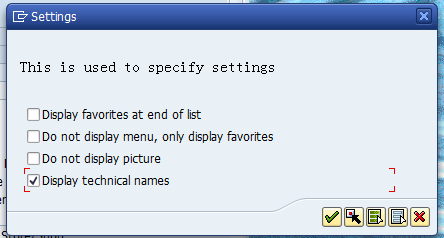 Settings
This is used to specify settings
Display favorites at end of list
Do not display menu, only display favorites
Do not display picture
Display technical names